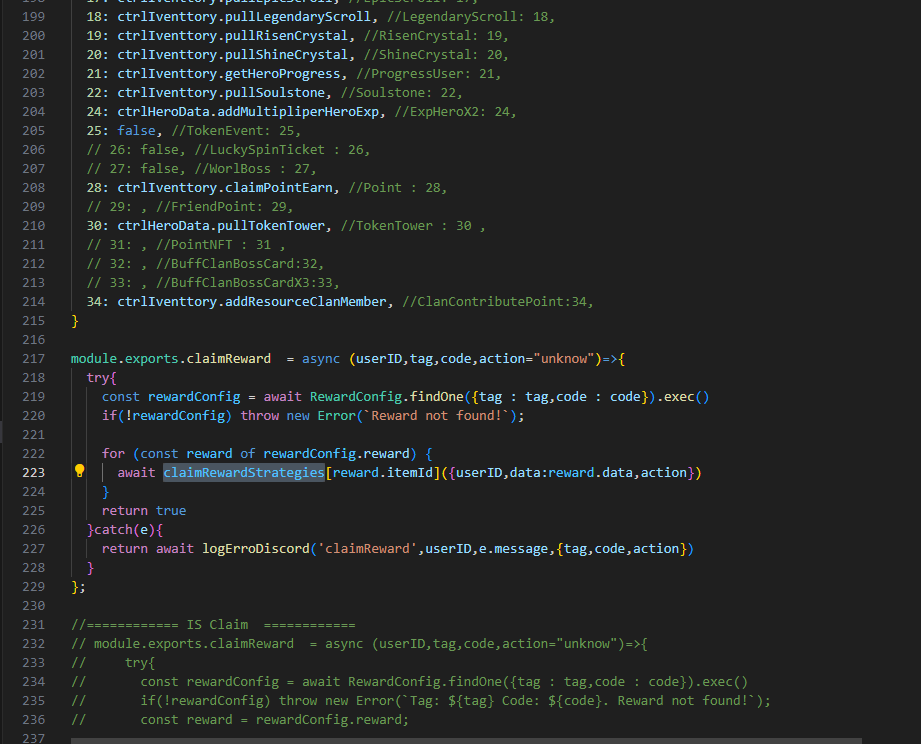 199 18: ctrlIventtory.pullLegendaryScroll, //LegendaryScroll: 18,
200 19: ctrlIventtory.pullRisenCrystal, //RisenCrystal: 19,
201 20: ctrlIventtory.pullShineCrystal, //ShineCrystal: 20,
202 21: ctrlIventtory.getHeroProgress, //ProgressUser: 21,
203 22: ctrlIventtory.pullSoulstone, //Soulstone: 22,
204 24: ctrlHeroData.addMultipliperHeroExp, //ExpHeroX2: 24,
205 25: false, //TokenEvent: 25,
206 // 26: false, //LuckySpinTicket : 26,
207 // 27: false, //WorlBoss : 27,
208 28: ctrlIventtory.claimPointEarn, //Point : 28,
209 // 29: , //FriendPoint: 29,
210 30: ctrlHeroData.pullTokenTower, //TokenTower : 30 ,
211 // 31: , //PointNFT : 31 ,
212 // 32: , //BuffClanBossCard:32,
213 // 33: , //BuffClanBossCardX3:33,
214 34: ctrlIventtory.addResourceClanMember, //ClanContributePoint:34,
215 }
216
217 module.exports.claimReward  = async (userID,tag,code,action="unknow")=>{
218 try{
219 const rewardConfig = await RewardConfig.findOne({tag : tag,code : code}).exec()
220 if(!rewardConfig) throw new Error(`Reward not found!`);
221
222 for (const reward of rewardConfig.reward) {
223 await claimRewardStrategies[reward.itemId]({userID,data:reward.data,action})
224 }
225 return true
226 }catch(e){
227 return await logErroDiscord('claimReward',userID,e.message,{tag,code,action})
228 }
229 };
230
231 //============ IS Claim  ============
232 // module.exports.claimReward  = async (userID,tag,code,action="unknow")=>{
233 //     try{
234 //       const rewardConfig = await RewardConfig.findOne({tag : tag,code : code}).exec()
235 //       if(!rewardConfig) throw new Error(`Tag: ${tag} Code: ${code}. Reward not found!`);
236 //       const reward = rewardConfig.reward;
237